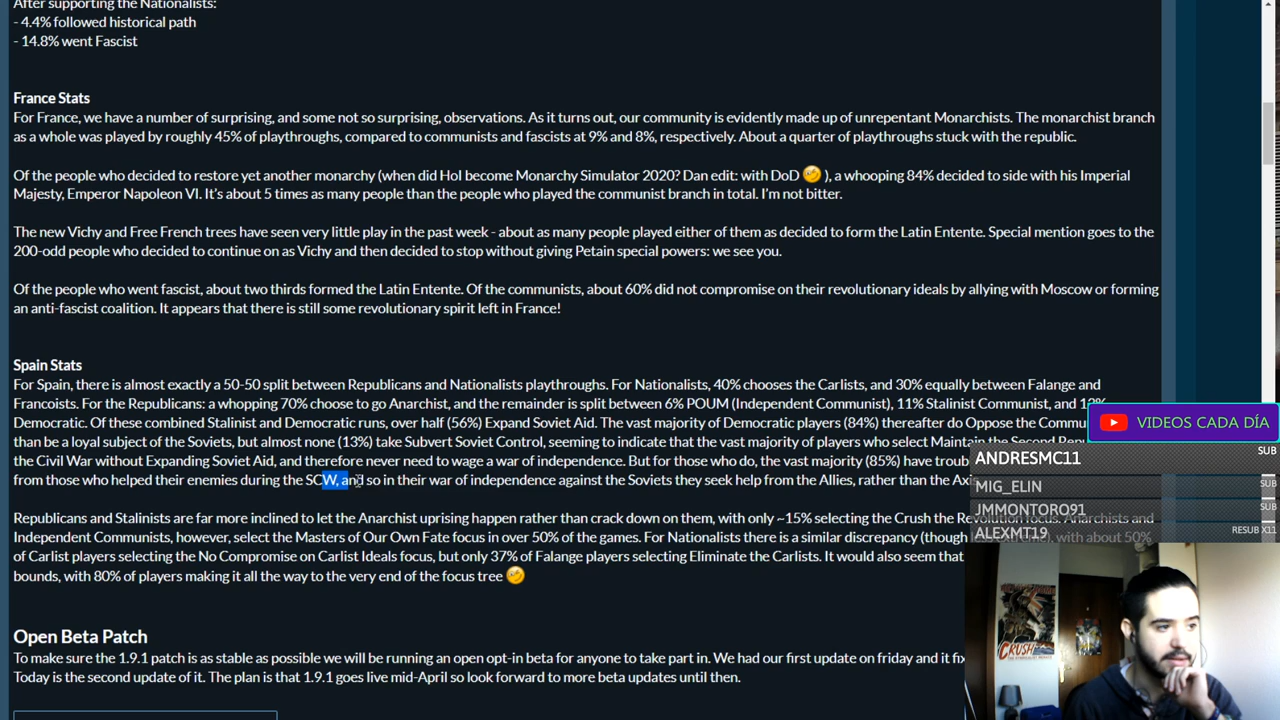 After supporting the Nationalists:
- 4.4% followed historical path
- 14.8% went Fascist
France Stats
For France, we have a number of surprising, and some not so surprising, observations. As it turns out, our community is evidently made up of unrepentant Monarchists. The monarchist branch
as a whole was played by roughly 45% of playthroughs, compared to communists and fascists at 9% and 8%, respectively. About a quarter of playthroughs stuck with the republic.
Of the people who decided to restore yet another monarchy (when did HoI become Monarchy Simulator 2020? Dan edit: with DoD ), a whooping 84% decided to side with his Imperial
Majesty, Emperor Napoleon VI. It's about 5 times as many people than the people who played the communist branch in total. I'm not bitter.
The new Vichy and Free French trees have seen very little play in the past week - about as many people played either of them as decided to form the Latin Entente. Special mention goes to the
200-odd people who decided to continue on as Vichy and then decided to stop without giving Petain special powers: we see you.
Of the people who went fascist, about two thirds formed the Latin Entente. Of the communists, about 60% did not compromise on their revolutionary ideals by allying with Moscow or forming
an anti-fascist coalition. It appears that there is still some revolutionary spirit left in France!
Spain Stats
For Spain, there is almost exactly a 50-50 split between Republicans and Nationalists playthroughs. For Nationalists, 40% chooses the Carlists, and 30% equally between Falange and
Francoists. For the Republicans: a whopping 70% choose to go Anarchist, and the remainder is split between 6% POUM (Independent Communist), 11% Stalinist Communist, and
Democratic. Of these combined Stalinist and Democratic runs, over half (56%) Expand Soviet Aid. The vast majority of Democratic players (84%) thereafter do Oppose the
than be a loyal subject of the Soviets, but almost none (13%) take Subvert Soviet Control, seeming to indicate that the vast majority of players who select Maintain the Second
the Civil War without Expanding Soviet Aid, and therefore never need to wage a war of independence. But for those who do, the vast majority (85%) have
from those who helped their enemies during the SCW, and so in their war of independence against the Soviets they seek help from the Allies, rather than the
Republicans and Stalinists are far more inclined to let the Anarchist uprising happen rather than crack down on them, with only ~15% selecting the Crush the Revolution focus. Anarchists and
Independent Communists, however, select the Masters of Our Own Fate focus in over 50% of the games. For Nationalists there is a similar discrepancy (though less extreme), with about 50%
of Carlist players selecting the No Compromise on Carlist Ideals focus, but only 37% of Falange players selecting Eliminate the Carlists. It would also seem that
bounds, with 80% of players making it all the way to the very end of the focus tree
Open Beta Patch
To make sure the 1.9.1 patch is as stable as possible we will be running an open opt-in beta for anyone to take part in. We had our first update on friday and it
Today is the second update of it. The plan is that 1.9.1 goes live mid-April so look forward to more beta updates until then.
VIDEOS CADA DÍA
ANDRESMC11 SUB
MIG_ELIN
JMMONTORO91 SUB
ALEXMT19 RESUB X11
CRUSH